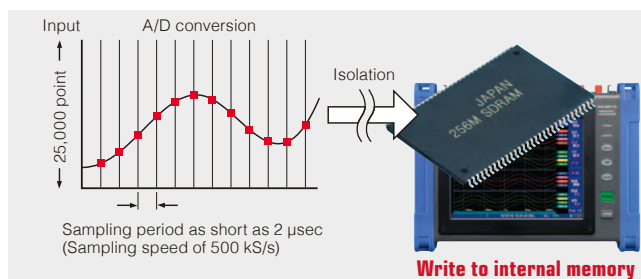 Input
A/D conversion
25,000 point
Isolation
JAPAN
256M SDRAM
Sampling period as short as 2 µsec
(Sampling speed of 500 kS/s)
Write to internal memory